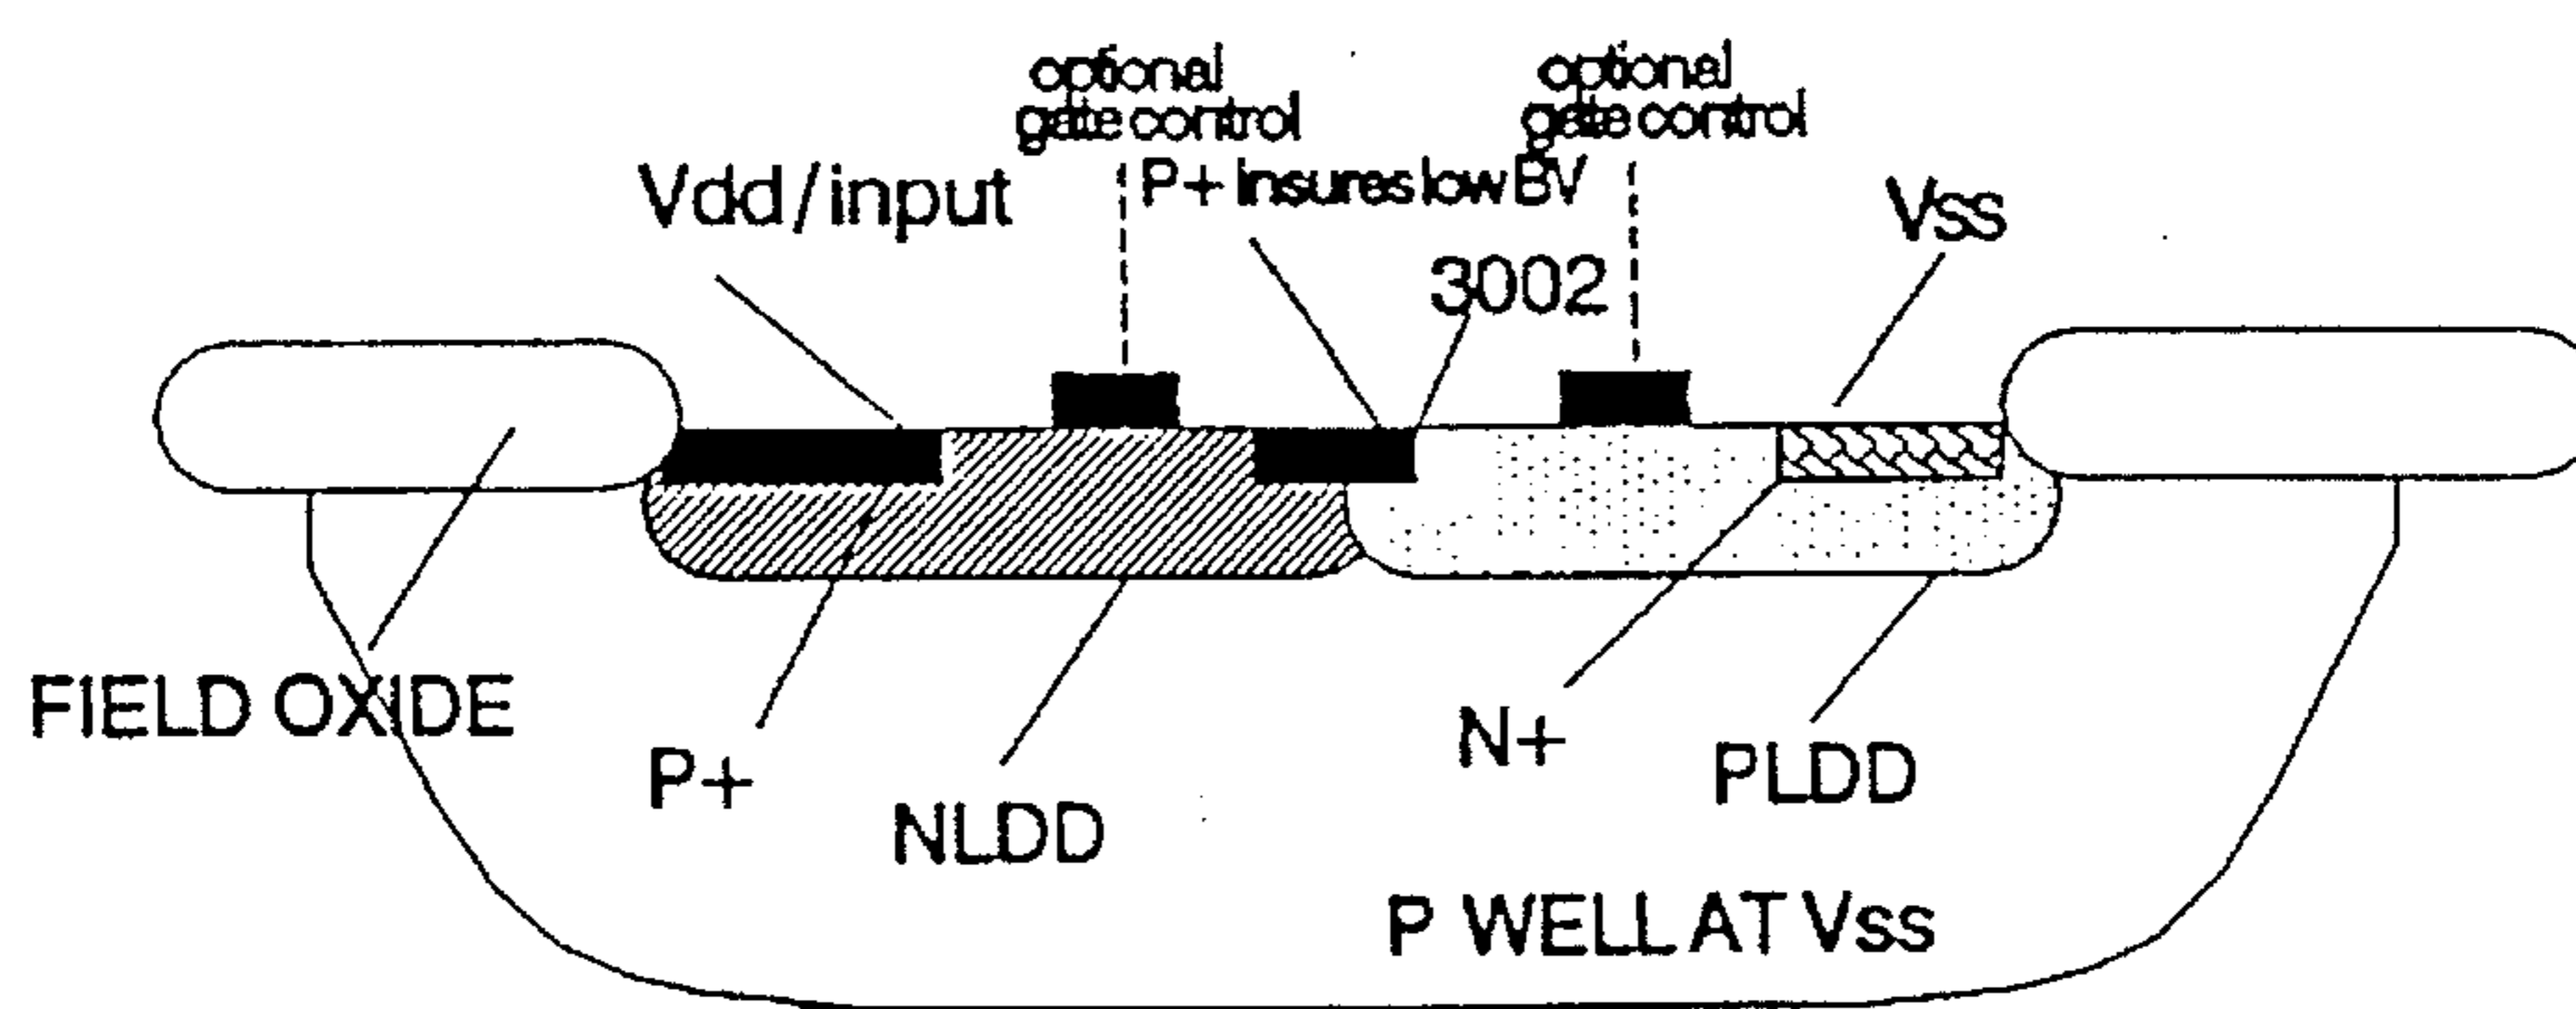 optional
gate control
optional
gate control
Vdd/input
P+ insures low BV
Vss
3002
FIELD OXIDE
P+
NLDD
N+
PLDD
P WELL AT Vss